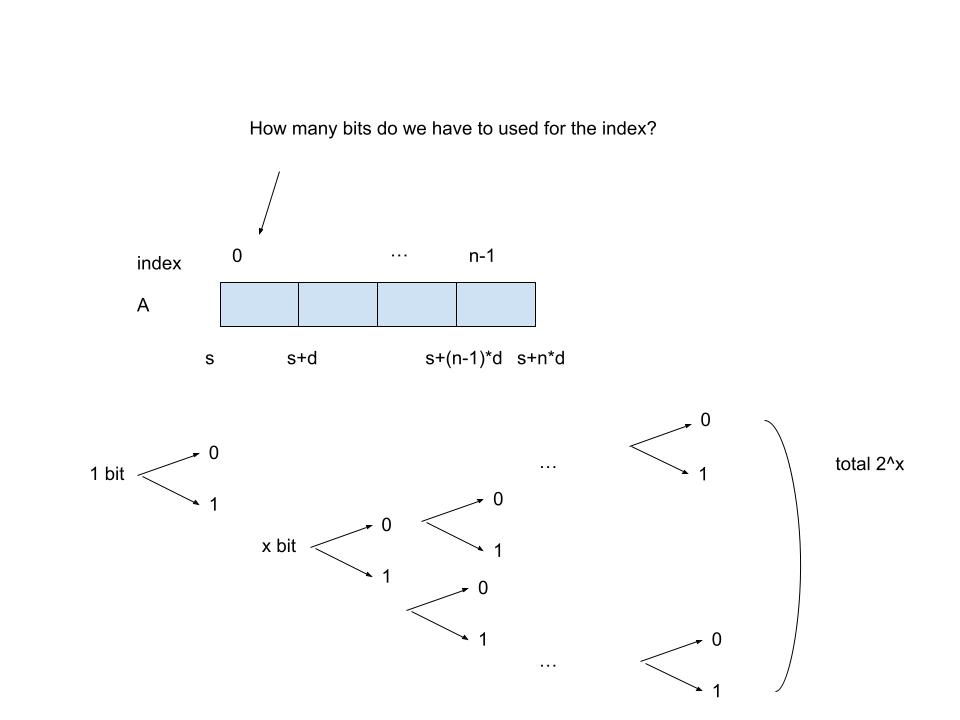 How many bits do we have to used for the index?
index 0 ... n-1
A
s s+d s+(n-1)*d s+n*d
0
0
1 bit ... total 2^x
1
1
0
0
x bit
1
1
0
1
0
...
1